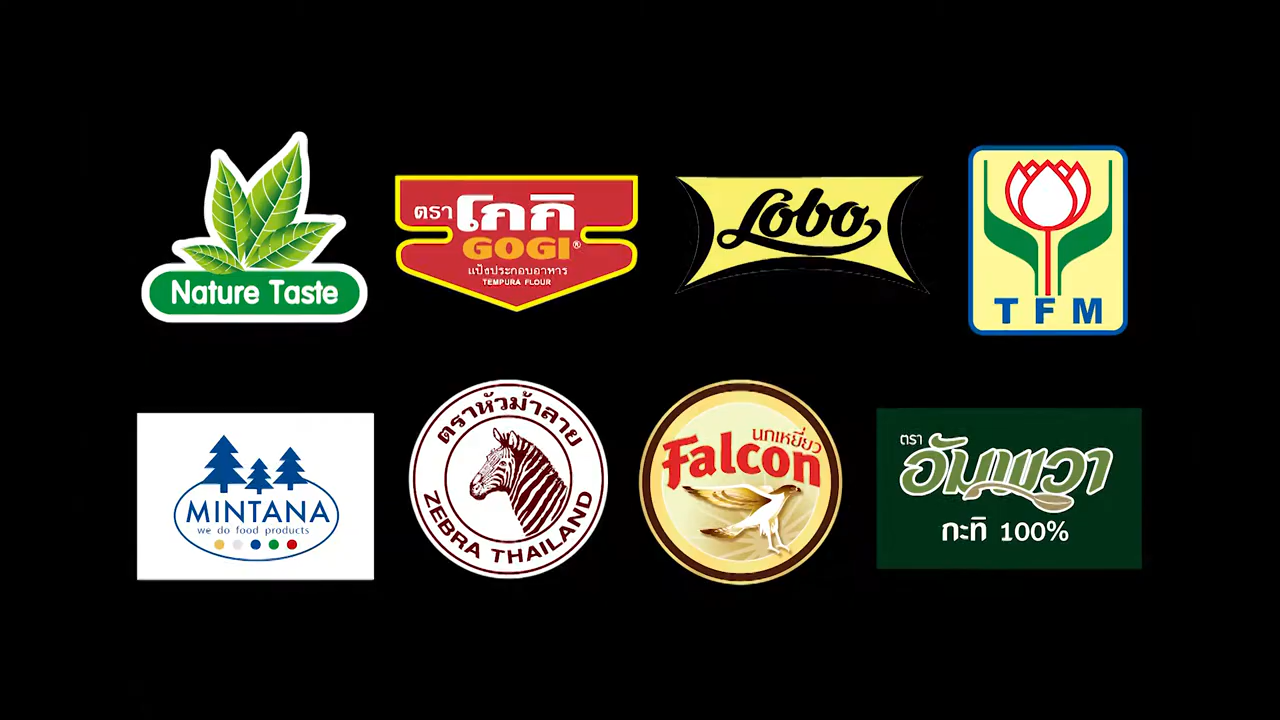 Nature Taste
ตรา โกกิ
GOGI®
แป้งประกอบอาหาร
TEMPURA FLOUR
Lobo
TFM
MINTANA
we do food products
ตราหัวม้าลาย
ZEBRA THAILAND
นกเหยี่ยว
Falcon
ตรา
อัมพวา
กะทิ 100%